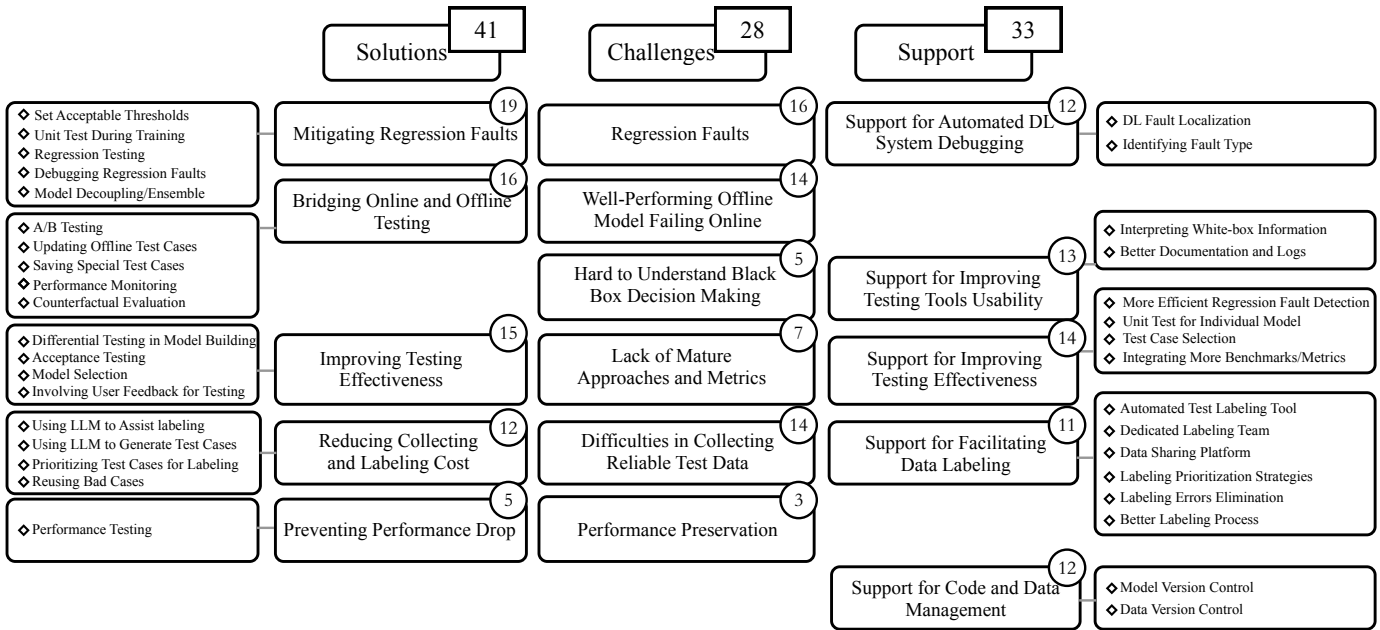 Solutions
41
Challenges
28
Support
33
Set Acceptable Thresholds
Unit Test During Training
Regression Testing
Debugging Regression Faults
Model Decoupling/Ensemble
19
Mitigating Regression Faults
A/B Testing
Updating Offline Test Cases
Saving Special Test Cases
Performance Monitoring
Counterfactual Evaluation
16
Bridging Online and Offline
Testing
Differential Testing in Model Building
Acceptance Testing
Model Selection
Involving User Feedback for Testing
15
Improving Testing
Effectiveness
Using LLM to Assist labeling
Using LLM to Generate Test Cases
Prioritizing Test Cases for Labeling
Reusing Bad Cases
12
Reducing Collecting
and Labeling Cost
Performance Testing
5
Preventing Performance Drop
16
Regression Faults
14
Well-Performing Offline
Model Failing Online
5
Hard to Understand Black
Box Decision Making
7
Lack of Mature
Approaches and Metrics
14
Difficulties in Collecting
Reliable Test Data
3
Performance Preservation
12
Support for Automated DL
System Debugging
DL Fault Localization
Identifying Fault Type
13
Support for Improving
Testing Tools Usability
Interpreting White-box Information
Better Documentation and Logs
14
Support for Improving
Testing Effectiveness
More Efficient Regression Fault Detection
Unit Test for Individual Model
Test Case Selection
Integrating More Benchmarks/Metrics
11
Support for Facilitating
Data Labeling
Automated Test Labeling Tool
Dedicated Labeling Team
Data Sharing Platform
Labeling Prioritization Strategies
Labeling Errors Elimination
Better Labeling Process
12
Support for Code and Data
Management
Model Version Control
Data Version Control